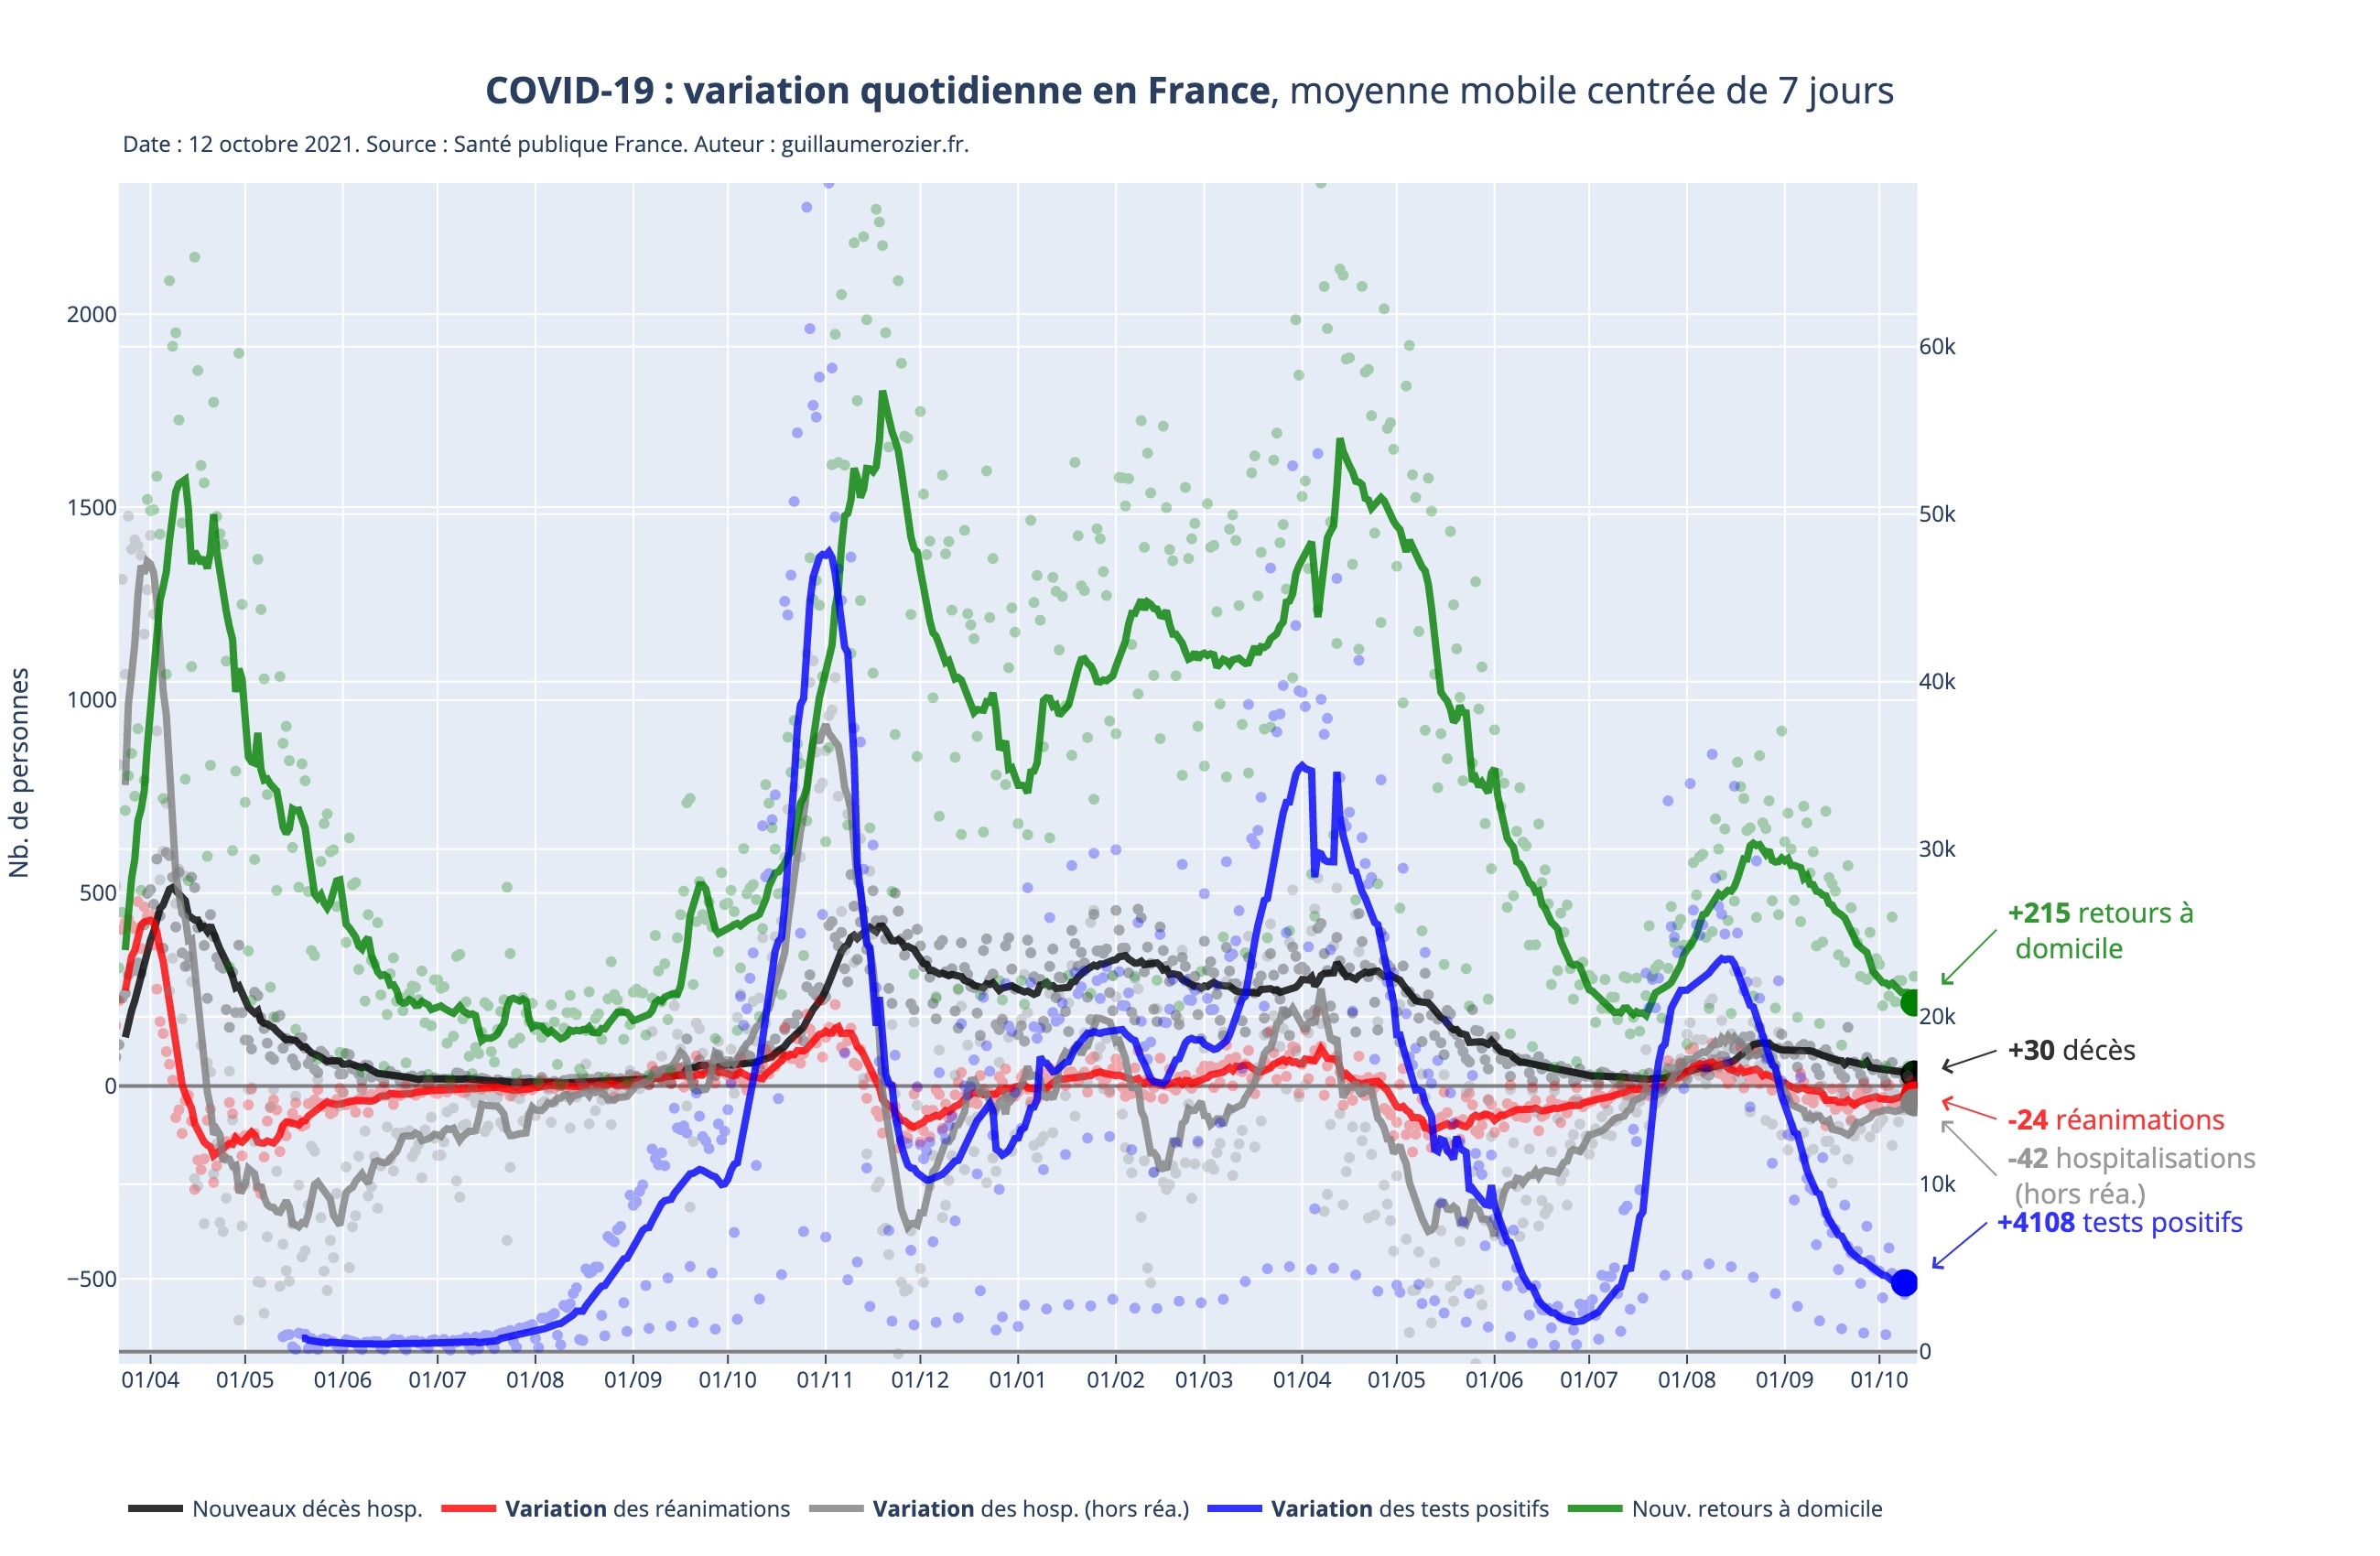 COVID-19 : variation quotidienne en France, moyenne mobile centrée de 7 jours
Date : 12 octobre 2021. Source : Santé publique France. Auteur : guillaumerozier.fr.
Nb. de personnes
2000
1500
1000
500
0
−500
60k
50k
40k
30k
20k
10k
0
+215 retours à
domicile
+30 décès
-24 réanimations
-42 hospitalisations
(hors réa.)
+4108 tests positifs
01/04 01/05 01/06 01/07 01/08 01/09 01/10 01/11 01/12 01/01 01/02 01/03 01/04 01/05 01/06 01/07 01/08 01/09 01/10
Nouveaux décès hosp. Variation des réanimations Variation des hosp. (hors réa.) Variation des tests positifs Nouv. retours à domicile